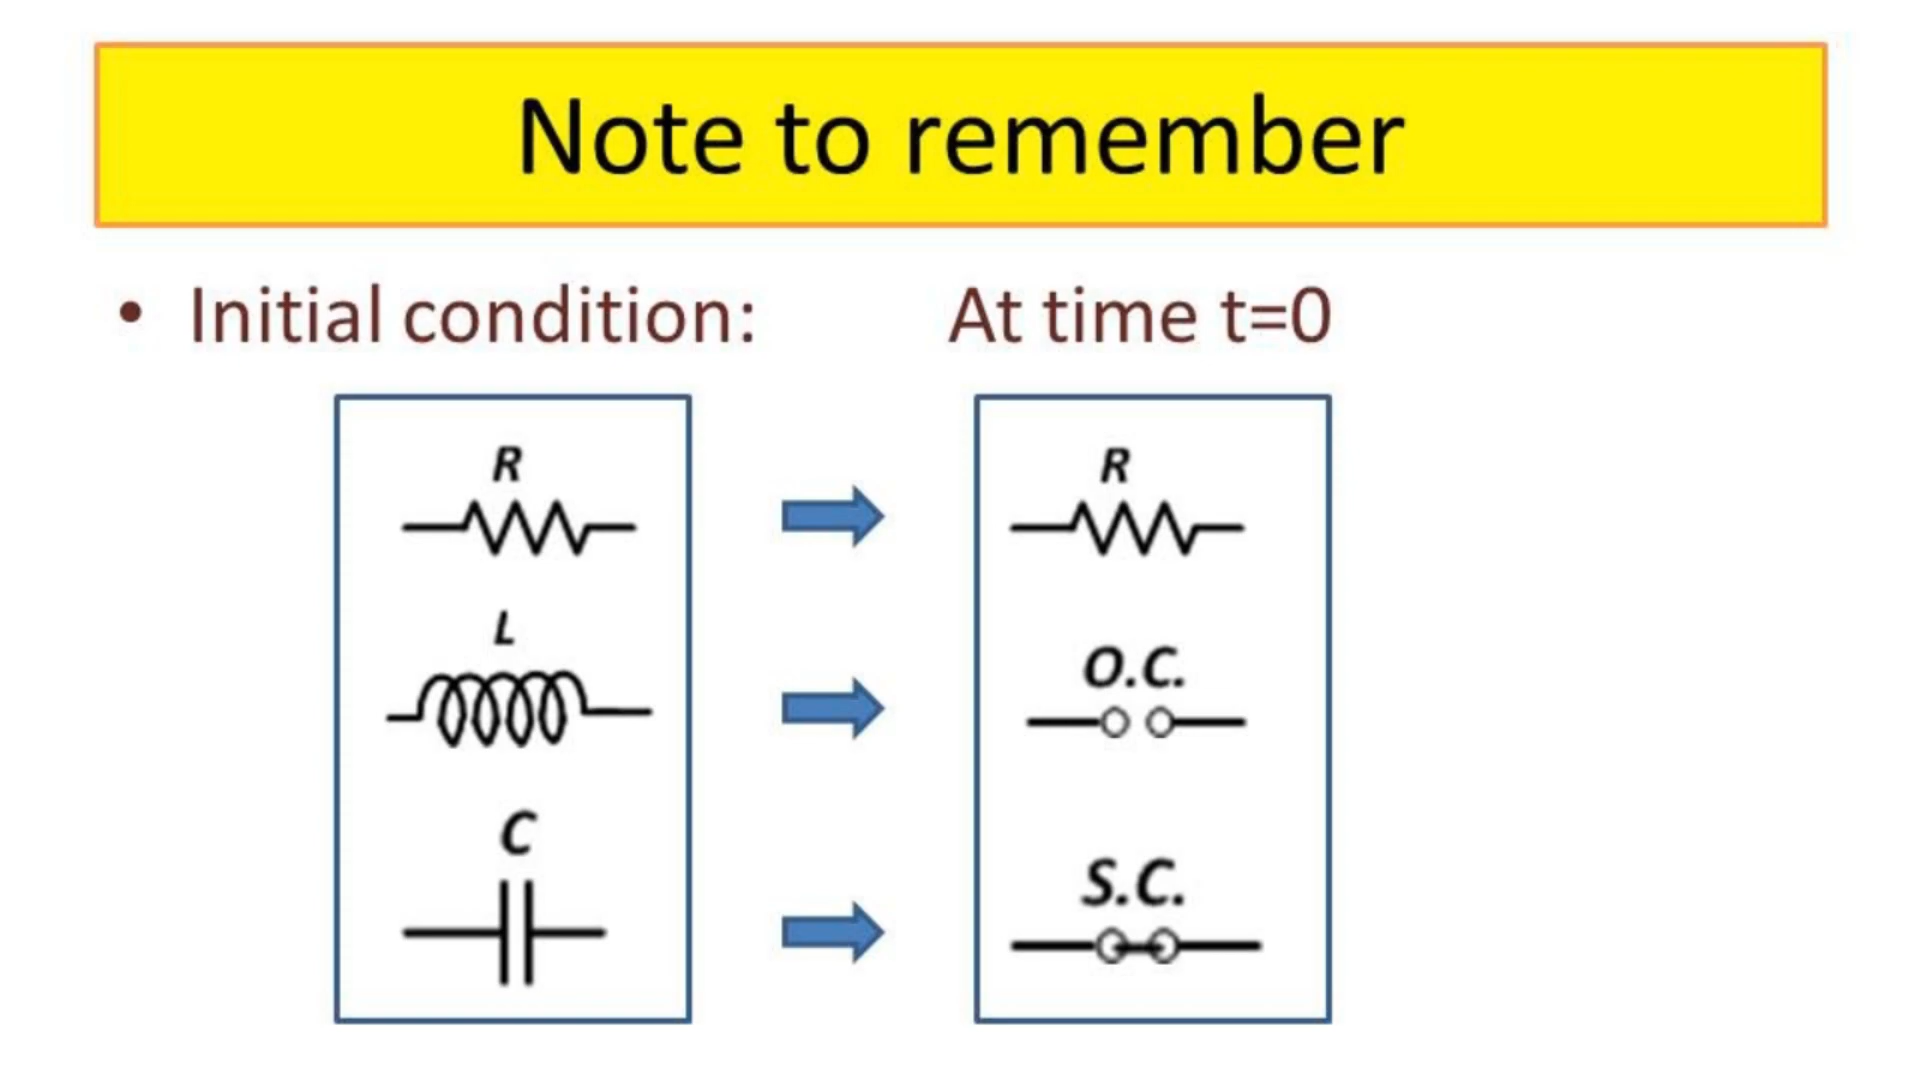 Note to remember
• Initial condition: At time t=0
R R
L O.C.
C S.C.